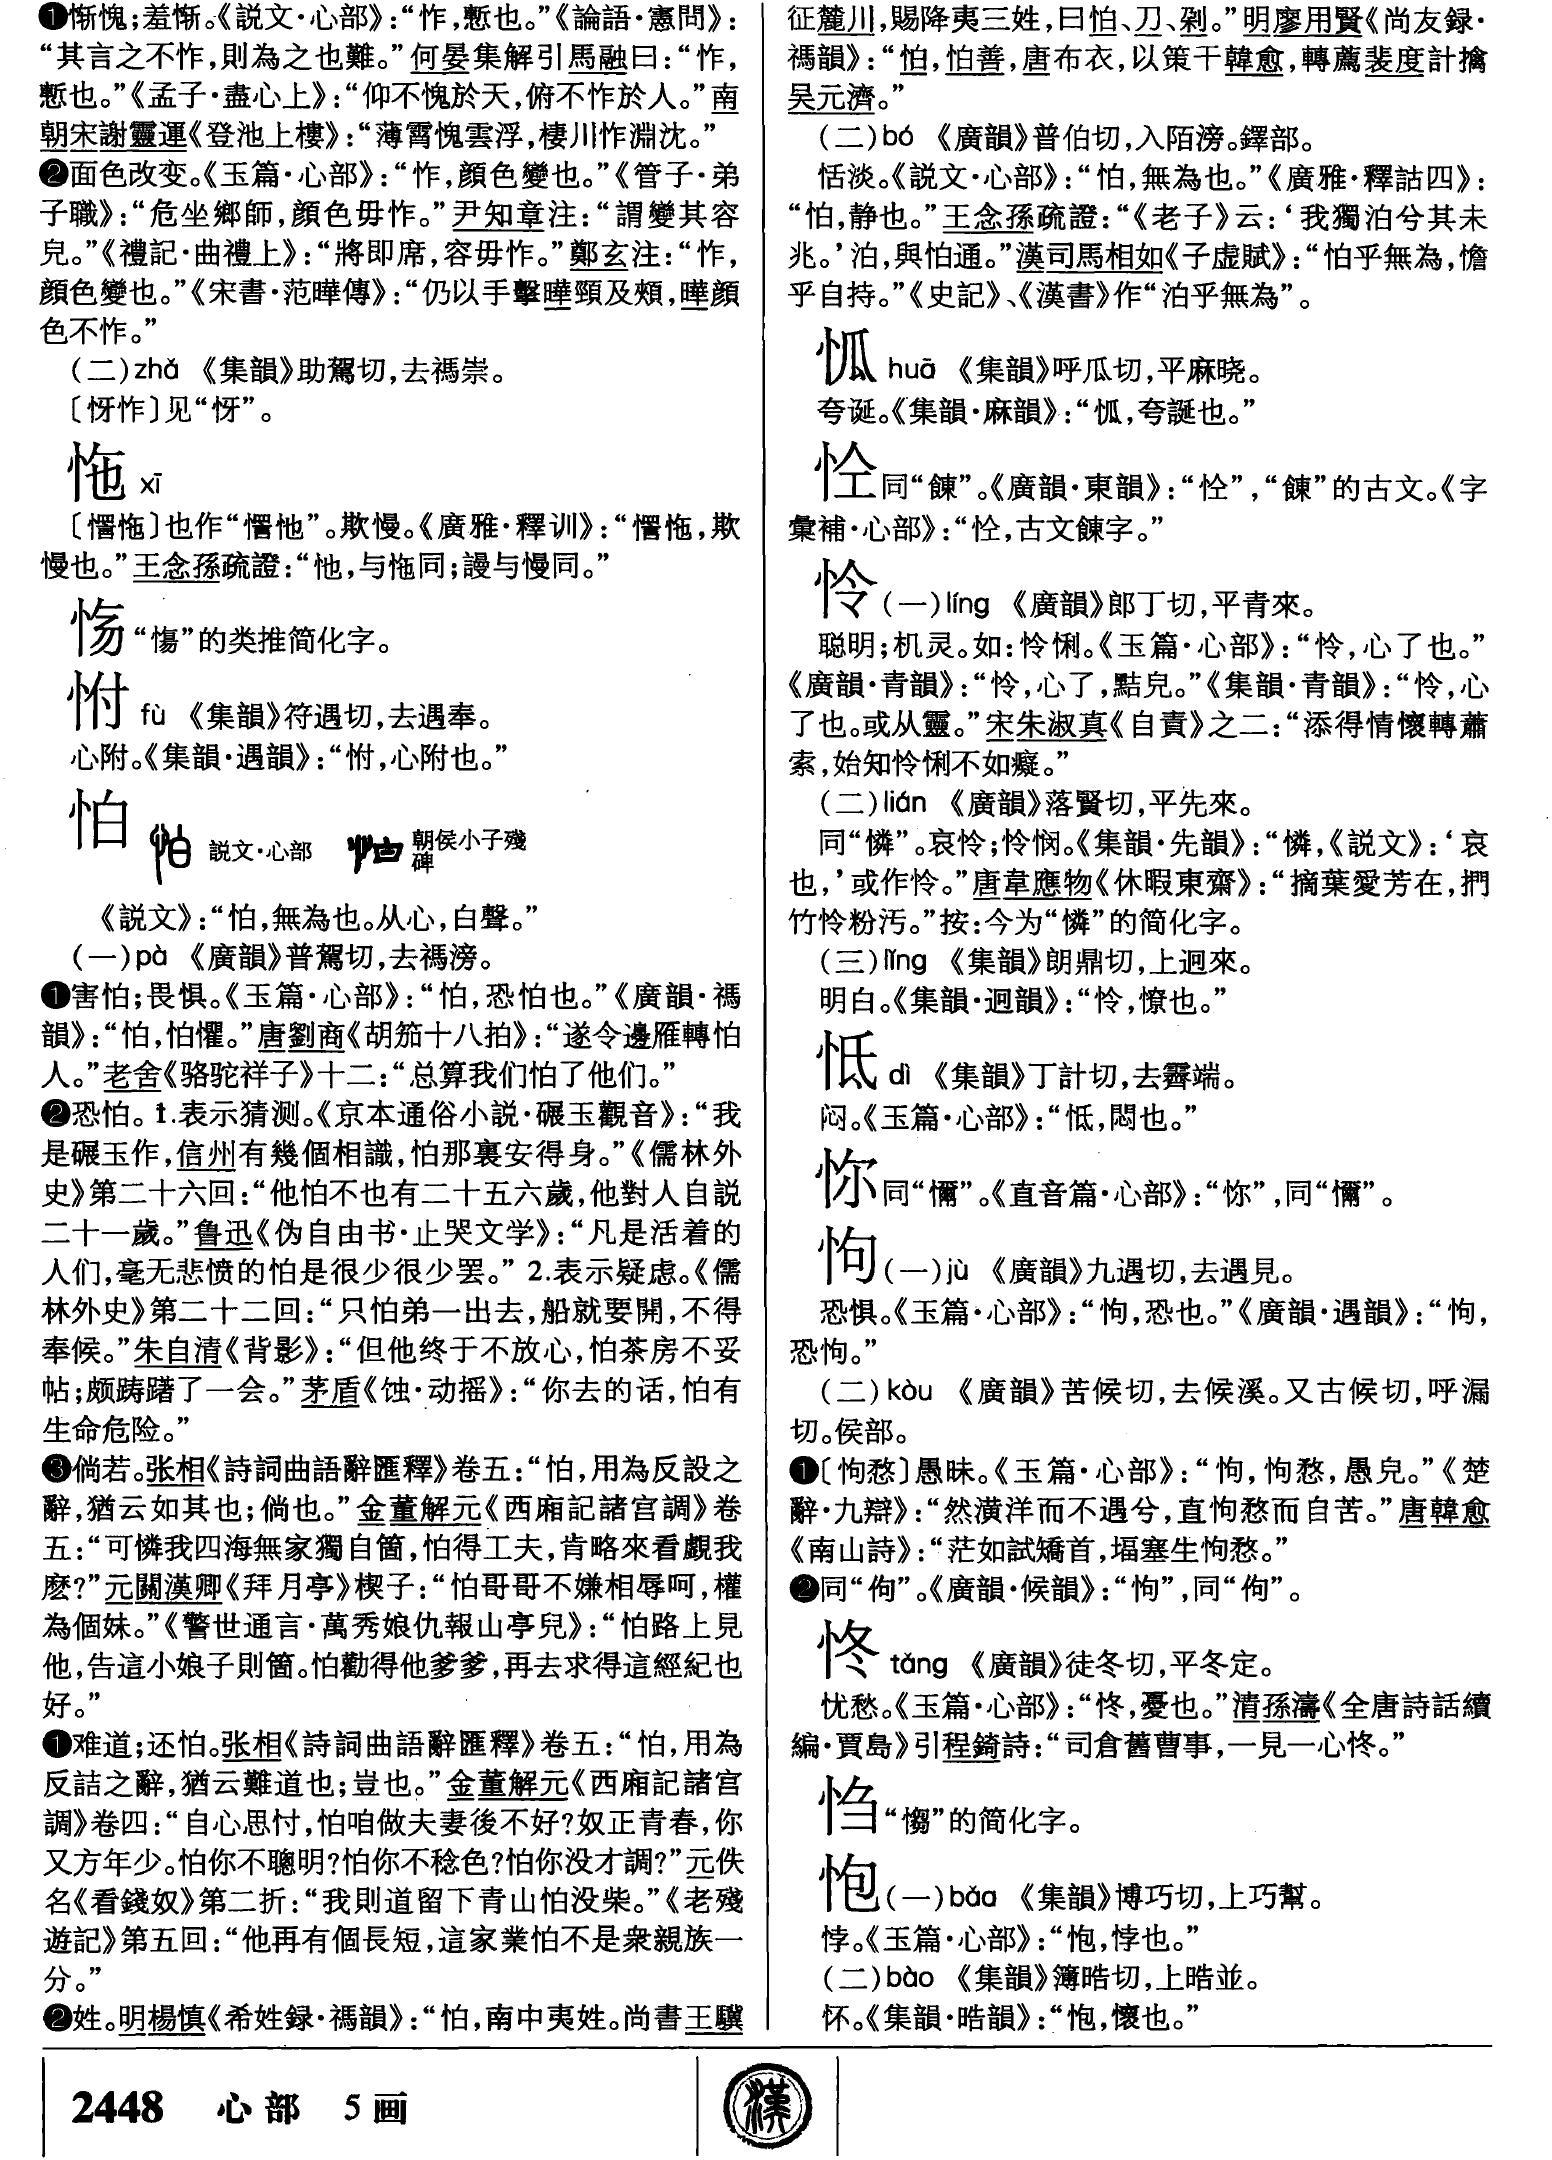 ❶惭愧；羞惭。《説文·心部》：“怍，慙也。”《論語·憲問》：
“其言之不怍，則為之也難。”何晏集解引馬融曰：“怍，
慙也。”《孟子·盡心上》：“仰不愧於天，俯不怍於人。”南
朝宋謝靈運《登池上樓》：“薄霄愧雲浮，棲川怍淵沈。”
❷面色改变。《玉篇·心部》：“怍，顔色變也。”《管子·弟
子職》：“危坐鄉師，顔色毋怍。”尹知章注：“謂變其容
皃。”《禮記·曲禮上》：“將即席，容毋怍。”鄭玄注：“怍，
顔色變也。”《宋書·范曄傳》：“仍以手擊曄頸及頰，曄顔
色不怍。”
（二）zhà 《集韻》助駕切，去禡崇。
〔㤉怍〕见“㤉”。
㤊 xī
〔㦣㤊〕也作“㦣忚”。欺慢。《廣雅·釋训》：“㦣㤊，欺
慢也。”王念孫疏證：“忚，与㤊同；謾与慢同。”
㤘“慯”的类推简化字。
怤 fù 《集韻》符遇切，去遇奉。
心附。《集韻·遇韻》：“怤，心附也。”
怕 説文·心部 朝侯小子殘
碑
《説文》：“怕，無為也。从心，白聲。”
（一）pà 《廣韻》普駕切，去禡滂。
❶害怕；畏惧。《玉篇·心部》：“怕，恐怕也。”《廣韻·禡
韻》：“怕，怕懼。”唐劉商《胡笳十八拍》：“遂令邊雁轉怕
人。”老舍《骆驼祥子》十二：“总算我们怕了他们。”
❷恐怕。1.表示猜测。《京本通俗小説·碾玉觀音》：“我
是碾玉作，信州有幾個相識，怕那裏安得身。”《儒林外
史》第二十六回：“他怕不也有二十五六歲，他對人自説
二十一歲。”鲁迅《伪自由书·止哭文学》：“凡是活着的
人们，毫无悲愤的怕是很少很少罢。”2.表示疑虑。《儒
林外史》第二十二回：“只怕弟一出去，船就要開，不得
奉候。”朱自清《背影》：“但他终于不放心，怕茶房不妥
帖；颇踌躇了一会。”茅盾《蚀·动摇》：“你去的话，怕有
生命危险。”
❸倘若。张相《詩詞曲語辭匯釋》卷五：“怕，用為反設之
辭，猶云如其也；倘也。”金董解元《西廂記諸宫調》卷
五：“可憐我四海無家獨自箇，怕得工夫，肯略來看覷我
麽？”元關漢卿《拜月亭》楔子：“怕哥哥不嫌相辱呵，權
為個妹。”《警世通言·萬秀娘仇報山亭兒》：“怕路上見
他，告這小娘子則箇。怕勸得他爹爹，再去求得這經紀也
好。”
❶难道；还怕。张相《詩詞曲語辭匯釋》卷五：“怕，用為
反詰之辭，猶云難道也；豈也。”金董解元《西廂記諸宫
調》卷四：“自心思忖，怕咱做夫妻後不好？奴正青春，你
又方年少。怕你不聰明？怕你不稔色？怕你没才調？”元佚
名《看錢奴》第二折：“我則道留下青山怕没柴。”《老殘
遊記》第五回：“他再有個長短，這家業怕不是衆親族一
分。”
❷姓。明楊慎《希姓録·禡韻》：“怕，南中夷姓。尚書王驥
征麓川，賜降夷三姓，曰怕、刀、剁。”明廖用賢《尚友録·
禡韻》：“怕，怕善，唐布衣，以策干韓愈，轉薦裴度計擒
吴元濟。”
（二）bó 《廣韻》普伯切，入陌滂。鐸部。
恬淡。《説文·心部》：“怕，無為也。”《廣雅·釋詁四》：
“怕，静也。”王念孫疏證：“《老子》云：‘我獨泊兮其未
兆。’泊，與怕通。”漢司馬相如《子虚賦》：“怕乎無為，憺
乎自持。”《史記》、《漢書》作“泊乎無為”。
㧓 huā 《集韻》呼瓜切，平麻晓。
夸诞。《集韻·麻韻》：“，夸誕也。”
㤏同“餗”。《廣韻·東韻》：“”，“餗”的古文。《字
彙補·心部》：“，古文餗字。”
怜（一）líng 《廣韻》郎丁切，平青來。
聪明；机灵。如：怜悧。《玉篇·心部》：“怜，心了也。”
《廣韻·青韻》：“怜，心了，黠皃。”《集韻·青韻》：“怜，心
了也。或从靈。”宋朱淑真《自責》之二：“添得情懷轉蕭
索，始知怜悧不如癡。”
（二）lián 《廣韻》落賢切，平先來。
同“憐”。哀怜；怜悯。《集韻·先韻》：“憐，《説文》：‘哀
也，’或作怜。”唐韋應物《休暇東齋》：“摘葉愛芳在，捫
竹怜粉汚。”按：今为“憐”的简化字。
（三）lǐng 《集韻》朗鼎切，上迥來。
明白。《集韻·迥韻》：“怜，憭也。”
怟 dì 《集韻》丁計切，去霽端。
闷。《玉篇·心部》：“怟，悶也。”
㤅同“㣆”。《直音篇·心部》：“”，同“”。
怐（一）jù 《廣韻》九遇切，去遇見。
恐惧。《玉篇·心部》：“怐，恐也。”《廣韻·遇韻》：“怐，
恐怐。”
（二）kòu 《廣韻》苦候切，去候溪。又古候切，呼漏
切。侯部。
❶〔怐愗〕愚昧。《玉篇·心部》：“怐，怐愗，愚皃。”《楚
辭·九辯》：“然潢洋而不遇兮，直怐愗而自苦。”唐韓愈
《南山詩》：“茫如試矯首，堛塞生怐愗。”
❷同“佝”。《廣韻·候韻》：“怐”，同“佝”。
㤏 tǎng 《廣韻》徒冬切，平冬定。
忧愁。《玉篇·心部》：“佟，憂也。”清孫濤《全唐詩話續
編·賈島》引程錡詩：“司倉舊曹事，一見一心佟。”
㤘“㥮”的简化字。
怉（一）bǎo 《集韻》博巧切，上巧幫。
悖。《玉篇·心部》：“怉，悖也。”
（二）bào 《集韻》簿晧切，上晧並。
怀。《集韻·晧韻》：“怉，懷也。”
2448 心部 5画
漢